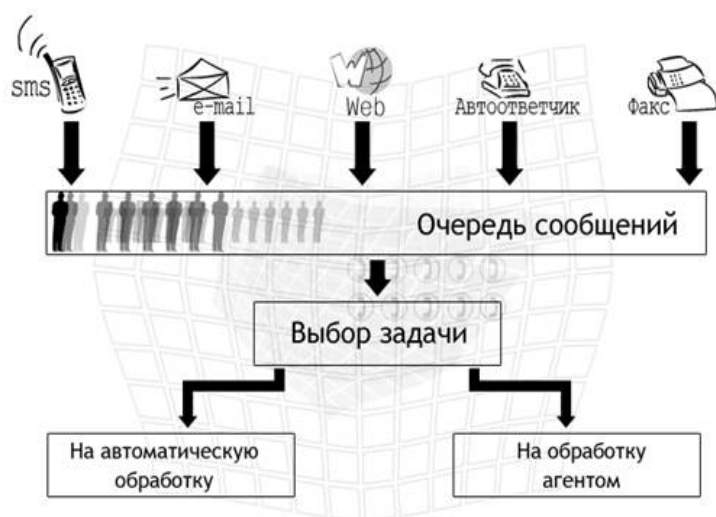 sms
e-mail
Web
Автоответчик
Факс
Очередь сообщений
Выбор задачи
На автоматическую
обработку
На обработку
агентом